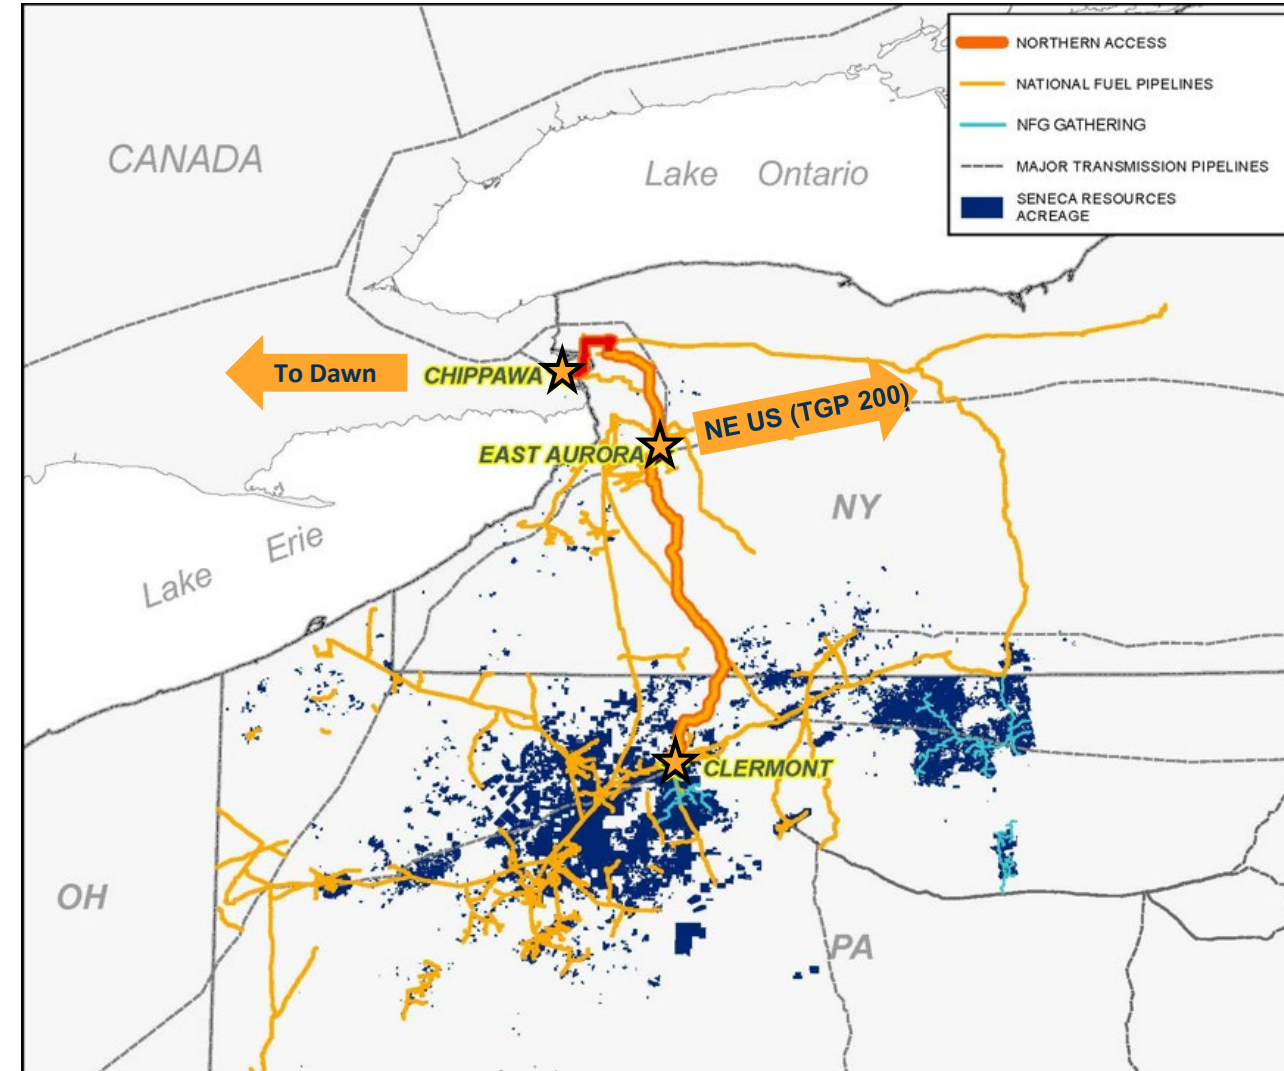 NORTHERN ACCESS
NATIONAL FUEL PIPELINES
NFG GATHERING
MAJOR TRANSMISSION PIPELINES
SENECA RESOURCES
ACREAGE
CANADA
Lake Ontario
To Dawn
CHIPPAWA
NE US (TGP 200)
EAST AURORA
NY
Lake Erie
CLERMONT
OH
PA